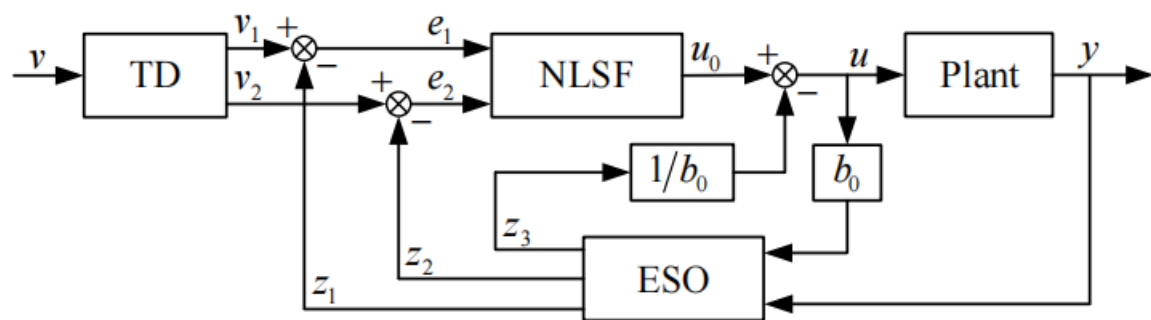 v
TD
v₁
v₂
+
−
+
−
e₁
e₂
NLSF
u₀
+
−
u
Plant
y
1/b₀
b₀
z₃
z₂
z₁
ESO